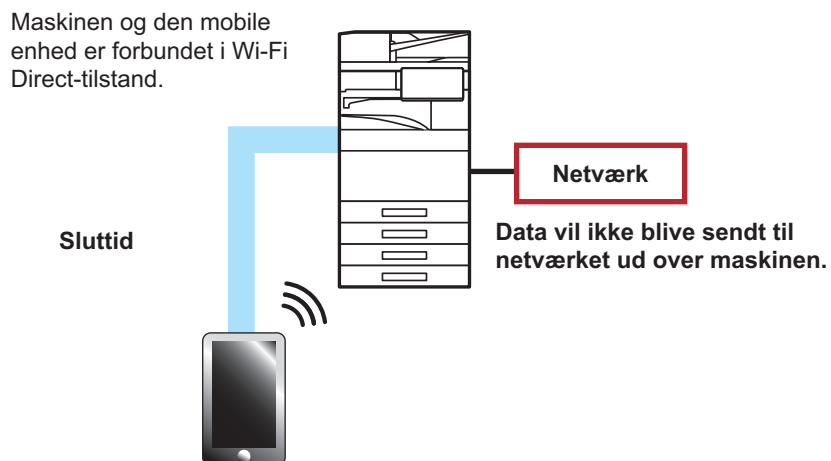 Maskinen og den mobile
enhed er forbundet i Wi-Fi
Direct-tilstand.
Netværk
Sluttid
Data vil ikke blive sendt til
netværket ud over maskinen.